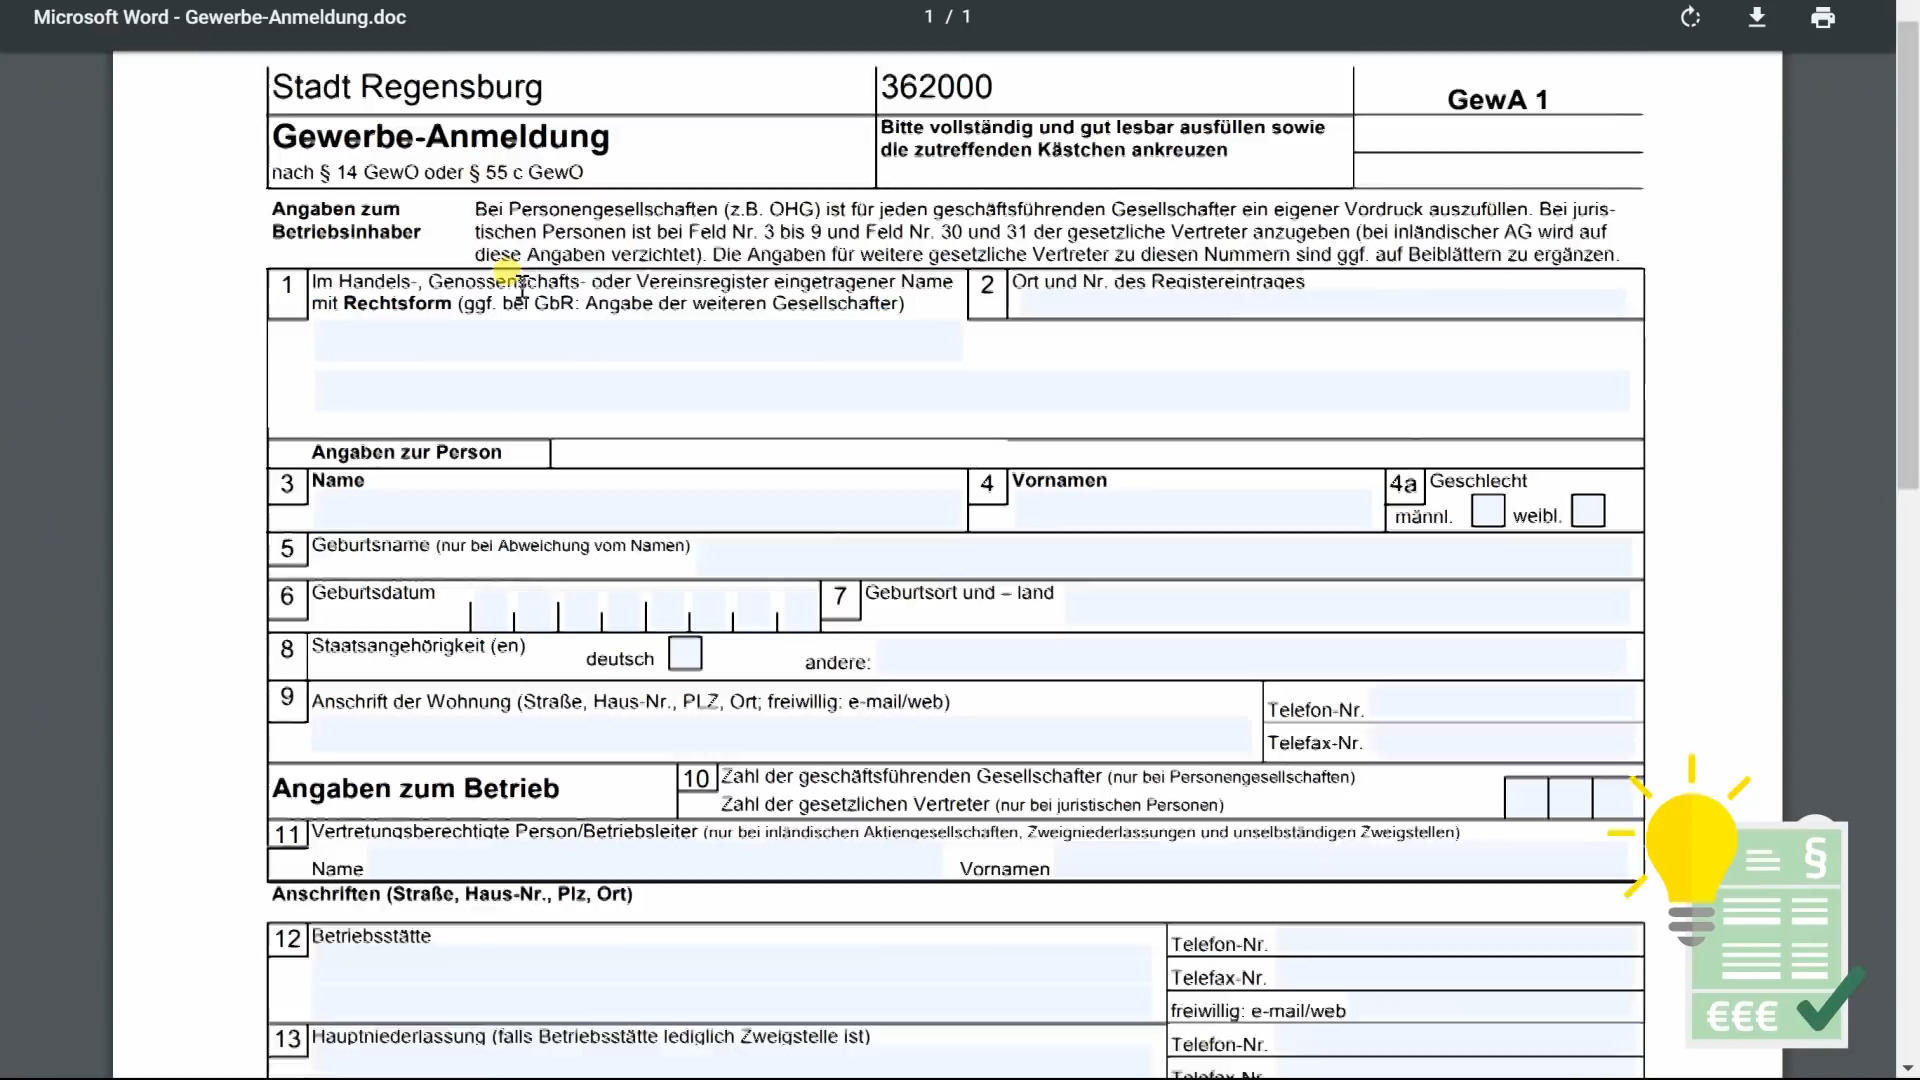 Microsoft Word - Gewerbe-Anmeldung.doc
1 / 1
Stadt Regensburg
362000
GewA 1
Gewerbe-Anmeldung
nach § 14 GewO oder § 55 c GewO
Bitte vollständig und gut lesbar ausfüllen sowie
die zutreffenden Kästchen ankreuzen
Angaben zum
Betriebsinhaber
Bei Personengesellschaften (z.B. OHG) ist für jeden geschäftsführenden Gesellschafter ein eigener Vordruck auszufüllen. Bei juris-
tischen Personen ist bei Feld Nr. 3 bis 9 und Feld Nr. 30 und 31 der gesetzliche Vertreter anzugeben (bei inländischer AG wird auf
diese Angaben verzichtet). Die Angaben für weitere gesetzliche Vertreter zu diesen Nummern sind ggf. auf Beiblättern zu ergänzen.
1 Im Handels-, Genossenschafts- oder Vereinsregister eingetragener Name
mit Rechtsform (ggf. bei GbR: Angabe der weiteren Gesellschafter)
2 Ort und Nr. des Registereintrages
Angaben zur Person
3 Name
4 Vornamen
4a Geschlecht
männl. weibl.
5 Geburtsname (nur bei Abweichung vom Namen)
6 Geburtsdatum
7 Geburtsort und – land
8 Staatsangehörigkeit (en)
deutsch andere:
9 Anschrift der Wohnung (Straße, Haus-Nr., PLZ, Ort; freiwillig: e-mail/web)
Telefon-Nr.
Telefax-Nr.
Angaben zum Betrieb
10 Zahl der geschäftsführenden Gesellschafter (nur bei Personengesellschaften)
Zahl der gesetzlichen Vertreter (nur bei juristischen Personen)
11 Vertretungsberechtigte Person/Betriebsleiter (nur bei inländischen Aktiengesellschaften, Zweigniederlassungen und unselbständigen Zweigstellen)
Name Vornamen
Anschriften (Straße, Haus-Nr., Plz, Ort)
12 Betriebsstätte
Telefon-Nr.
Telefax-Nr.
freiwillig: e-mail/web
13 Hauptniederlassung (falls Betriebsstätte lediglich Zweigstelle ist)
Telefon-Nr.
Telefax-Nr.
§
€€€